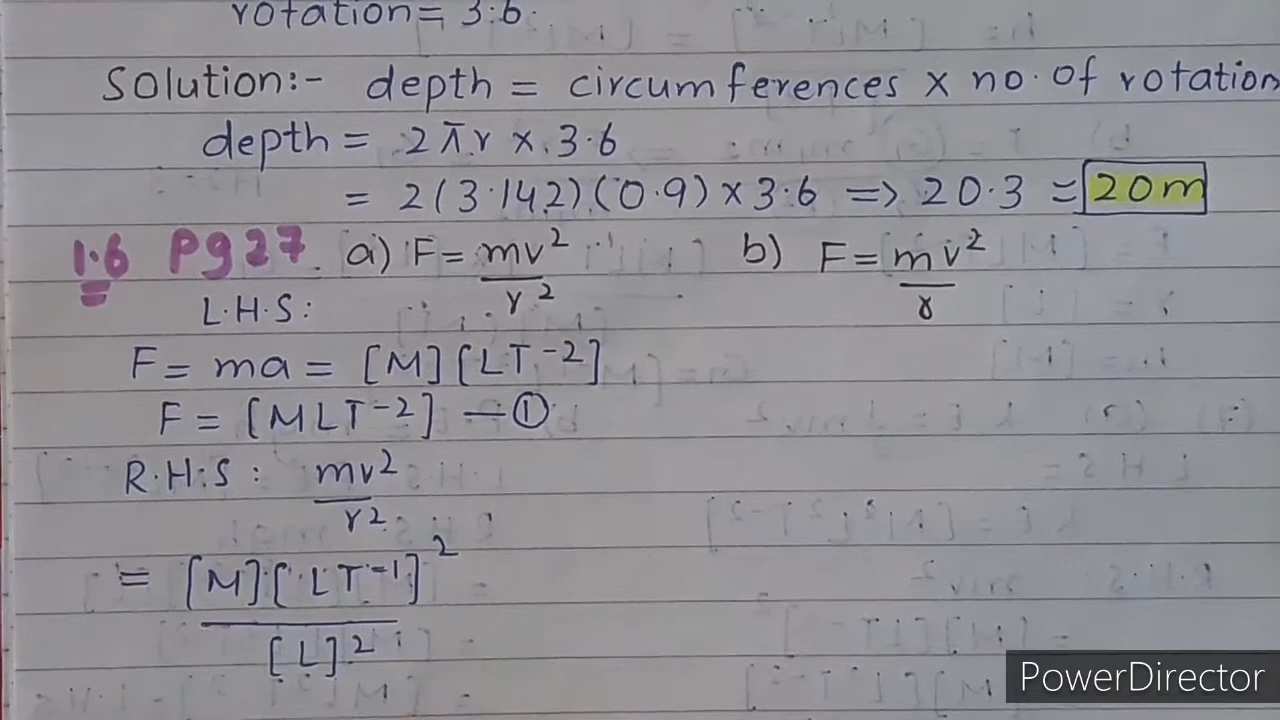 rotation= 3.6.
Solution:- depth = circumferences × no. of rotation
depth = 2πr × 3.6
= 2(3.142)(0.9) × 3.6 => 20.3 = 20m
1.6 Pg 27. a) F= mv²/r² b) F= mv²/r
L.H.S:
F= ma = [M][LT-2]
F= [MLT-2] —①
R.H.S: mv²/r².
= [M][LT-1]²/[L]²
PowerDirector